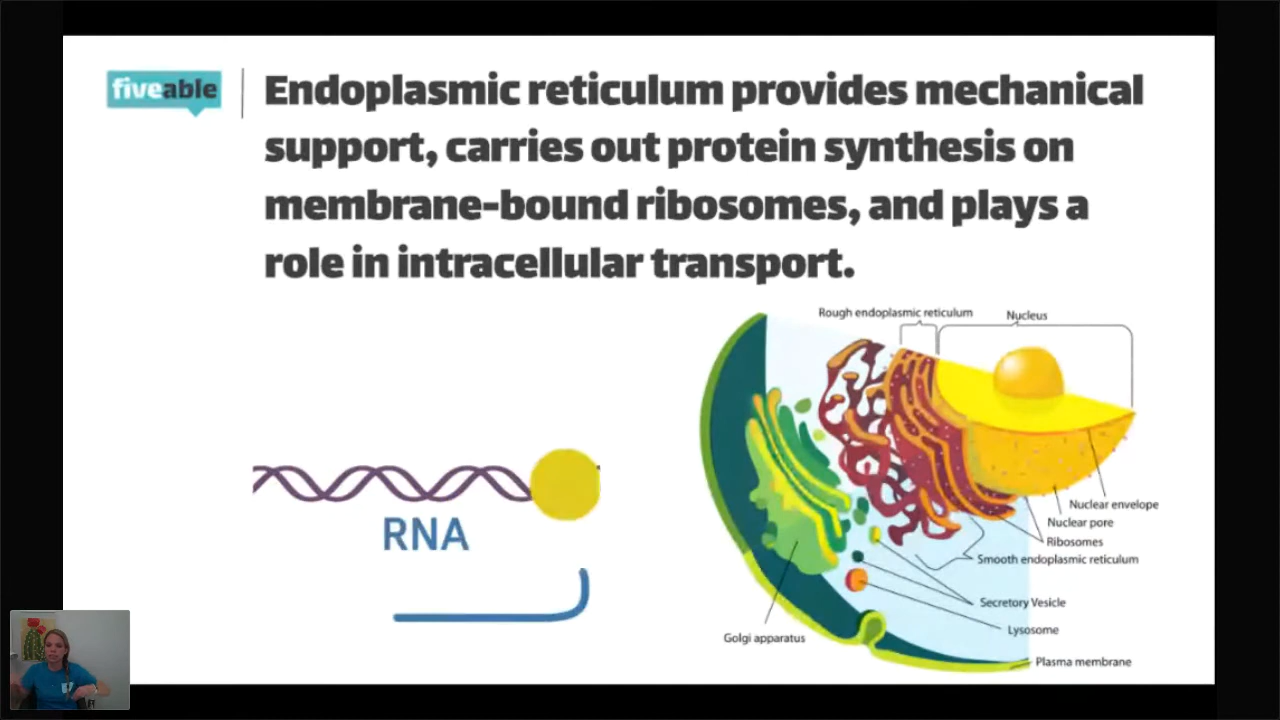 fiveable
Endoplasmic reticulum provides mechanical
support, carries out protein synthesis on
membrane-bound ribosomes, and plays a
role in intracellular transport.
Rough endoplasmic reticulum
Nucleus
RNA
Nuclear envelope
Nuclear pore
Ribosomes
Smooth endoplasmic reticulum
Secretory Vesicle
Lysosome
Golgi apparatus
Plasma membrane